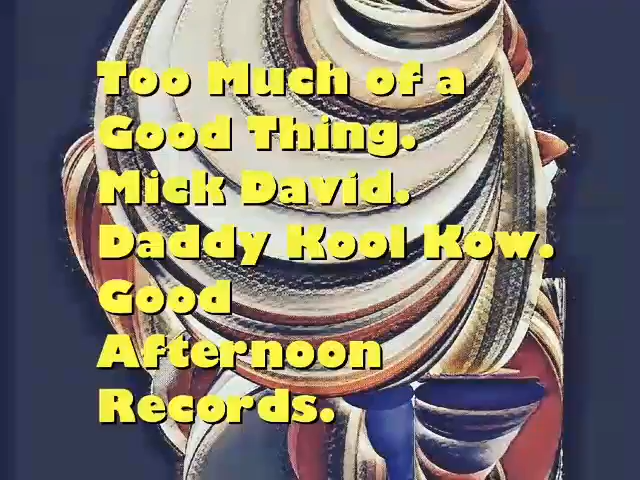 Too Much of a
Good Thing.
Mick David.
Daddy Kool Kow.
Good
Afternoon
Records.